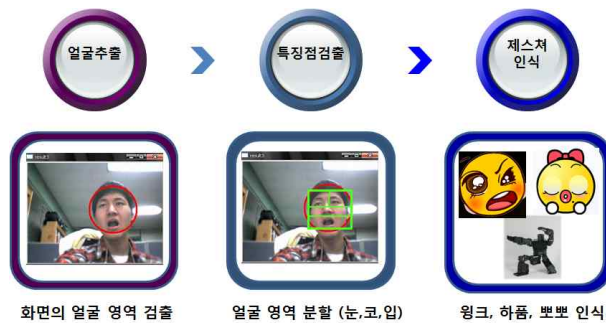 얼굴추출
특징점검출
제스쳐
인식
화면의 얼굴 영역 검출
얼굴 영역 분할 (눈,코,입)
윙크, 하품, 뽀뽀 인식